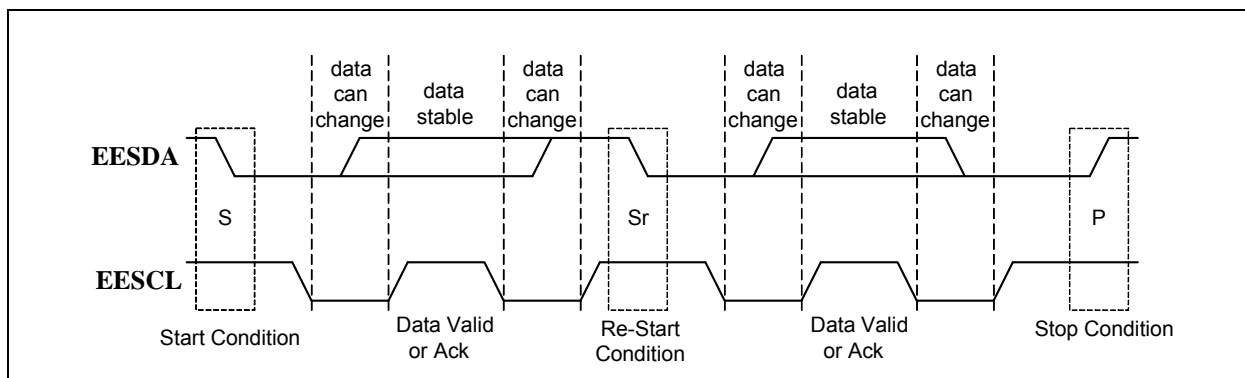 data
can
change
data
stable
data
can
change
data
can
change
data
stable
data
can
change
EESDA
S
Sr
P
EESCL
Start Condition
Data Valid
or Ack
Re-Start
Condition
Data Valid
or Ack
Stop Condition